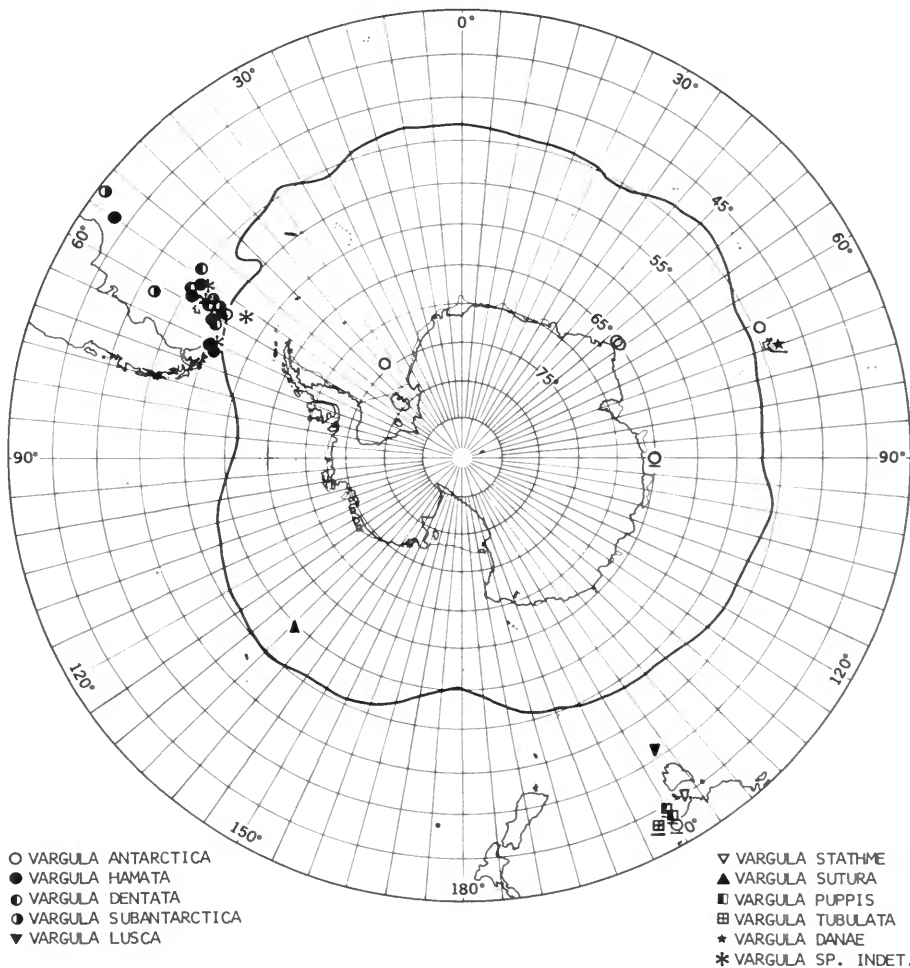 0°
30°
30°
45°
60°
60°
55°
65°
75°
90°
90°
120°
120°
150°
180°
○ VARGULA ANTARCTICA
● VARGULA HAMATA
◐ VARGULA DENTATA
◑ VARGULA SUBANTARCTICA
▼ VARGULA LUSCA
▽ VARGULA STATHME
▲ VARGULA SUTURA
◧ VARGULA PUPPIS
⊞ VARGULA TUBULATA
★ VARGULA DANAE
✳ VARGULA SP. INDET.